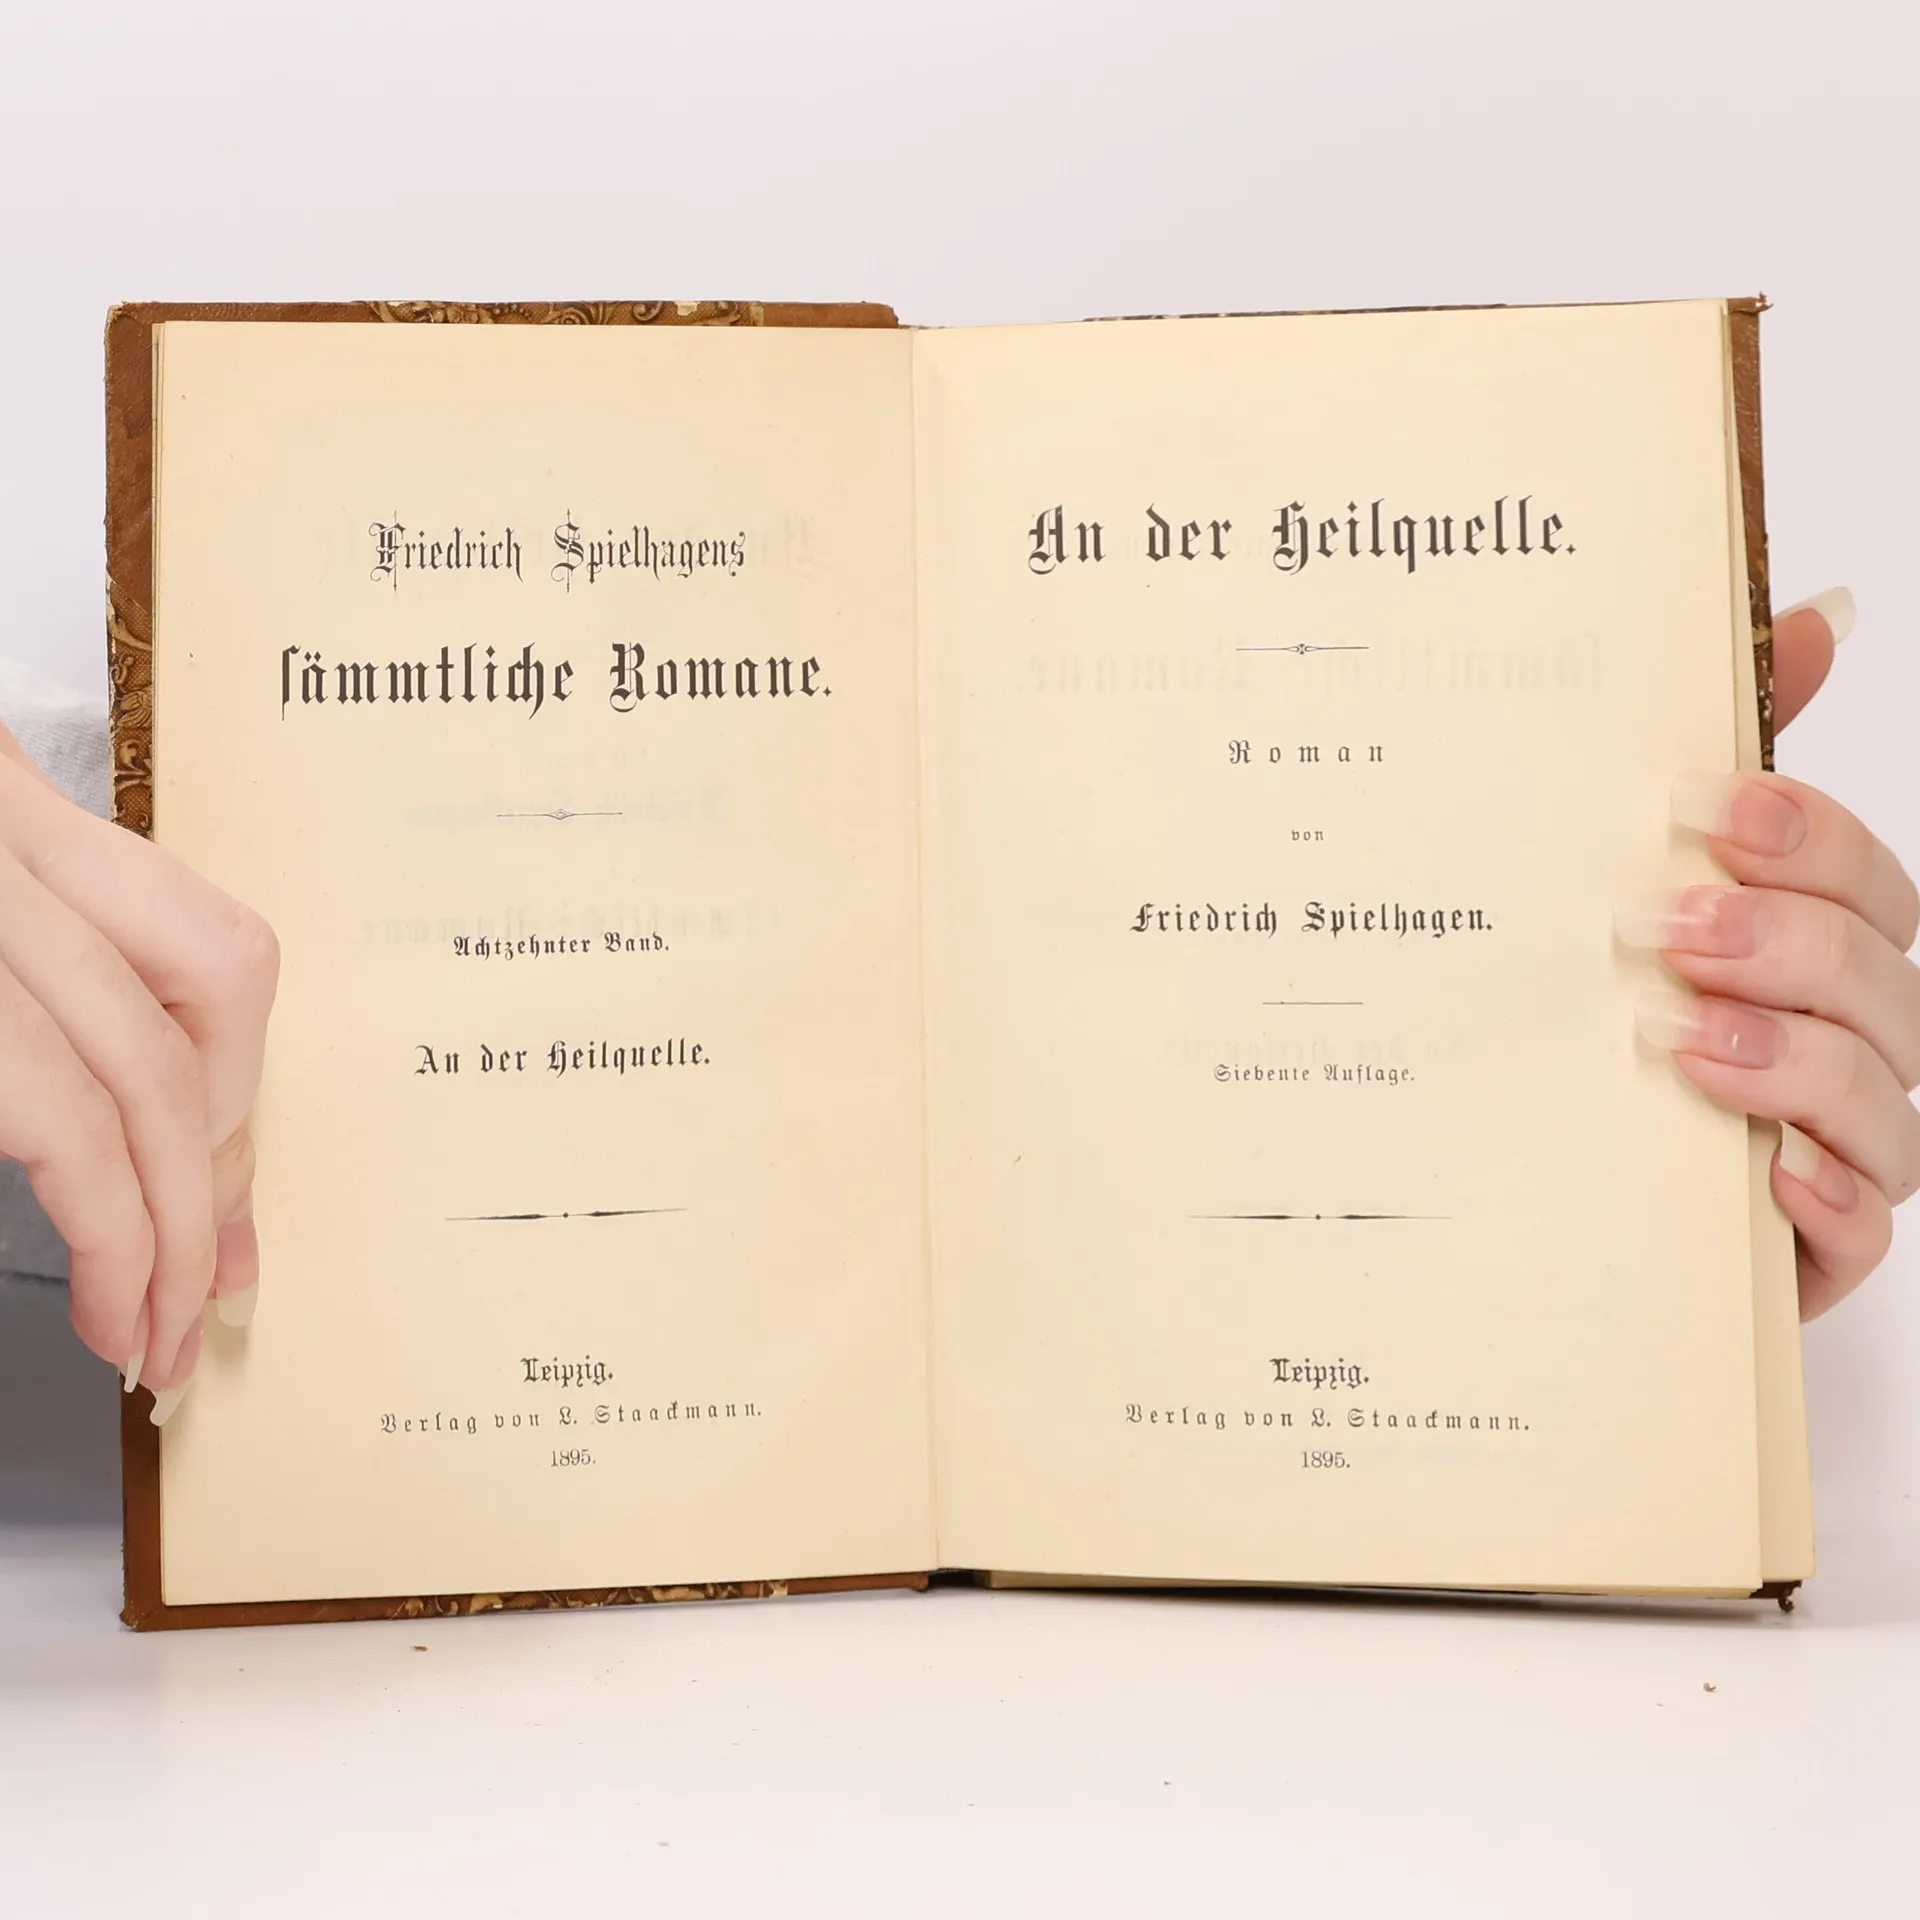 Friedrich Spielhagens
sämmtliche Romane.
Achtzehnter Band.
An der Heilquelle.
Leipzig.
Verlag von L. Staackmann.
1895.
An der Heilquelle.
Roman
von
Friedrich Spielhagen.
Siebente Auflage.
Leipzig.
Verlag von L. Staackmann.
1895.